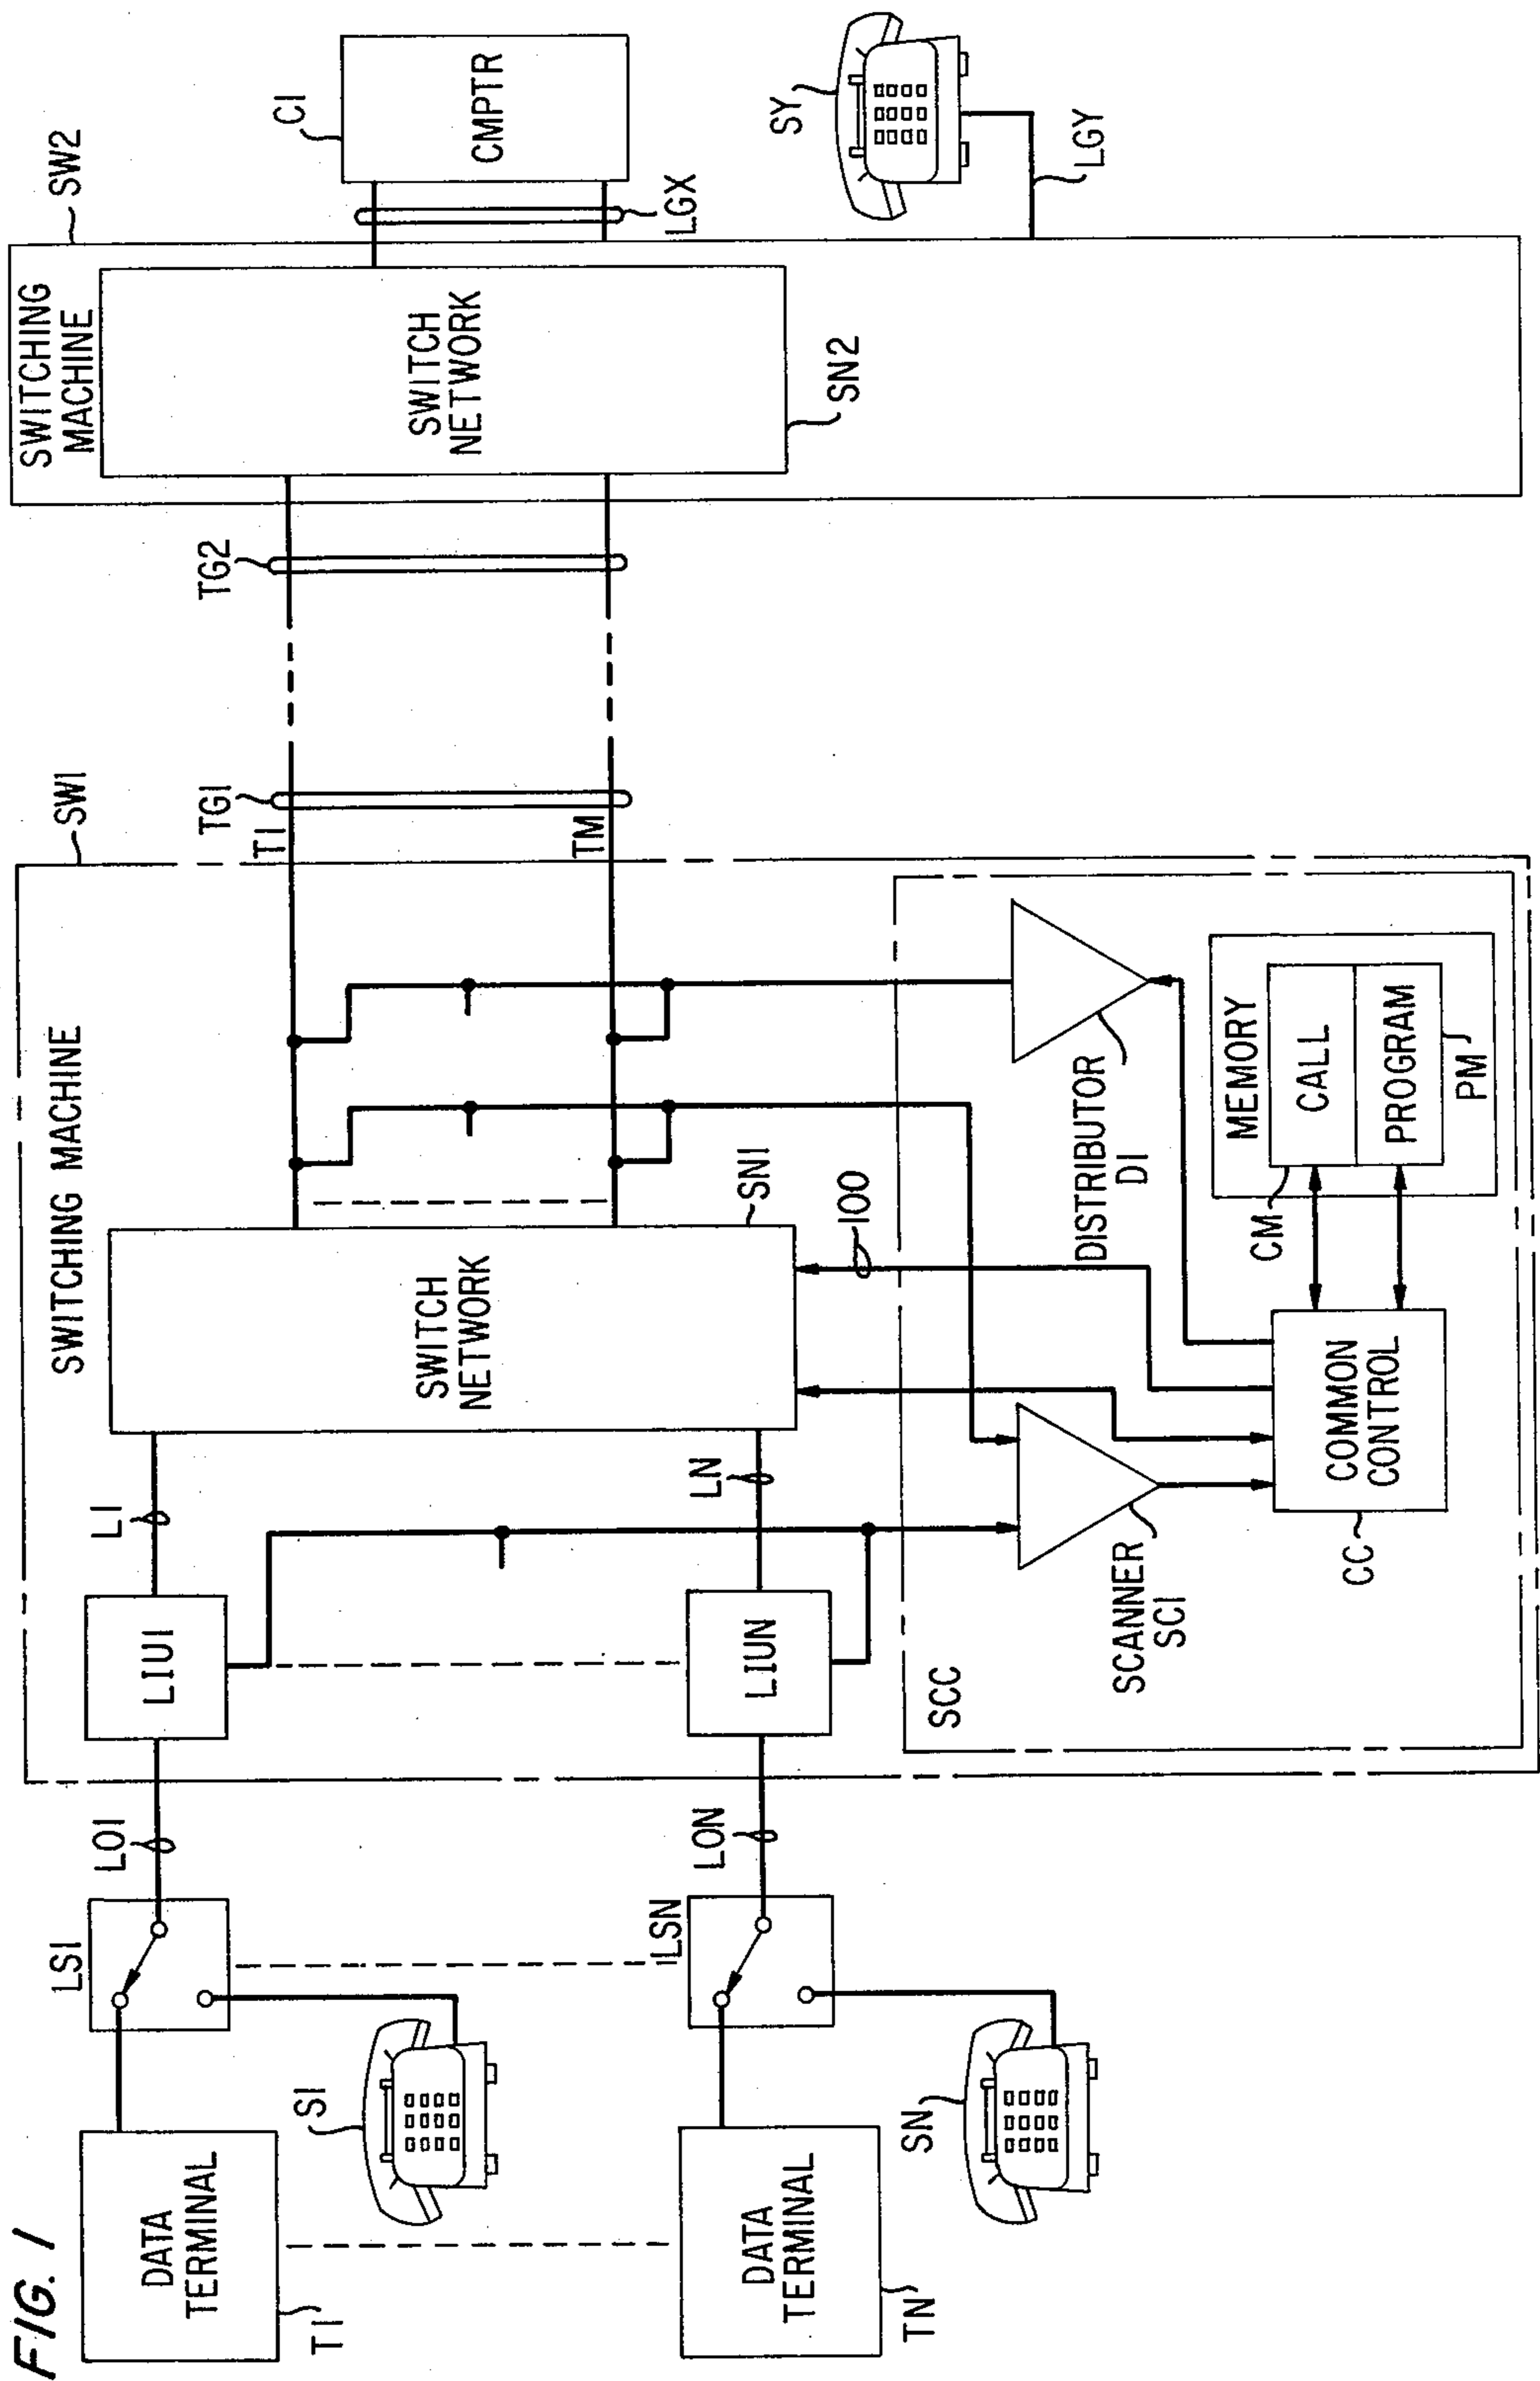 FIG. 1
SWITCHING MACHINE
SW1
SWITCHING
MACHINE
SW2
DATA
TERMINAL
T1
S1
LS1
LO1
LIU1
L1
SWITCH
NETWORK
SN1
T1
TG1
TG2
SWITCH
NETWORK
SN2
C1
CMPTR
LGX
DATA
TERMINAL
TN
SN
LSN
LON
LIUN
LN
100
TM
SY
LGY
SCC
SCANNER
SC1
DISTRIBUTOR
D1
COMMON
CONTROL
CC
CM
MEMORY
CALL
PROGRAM
PM